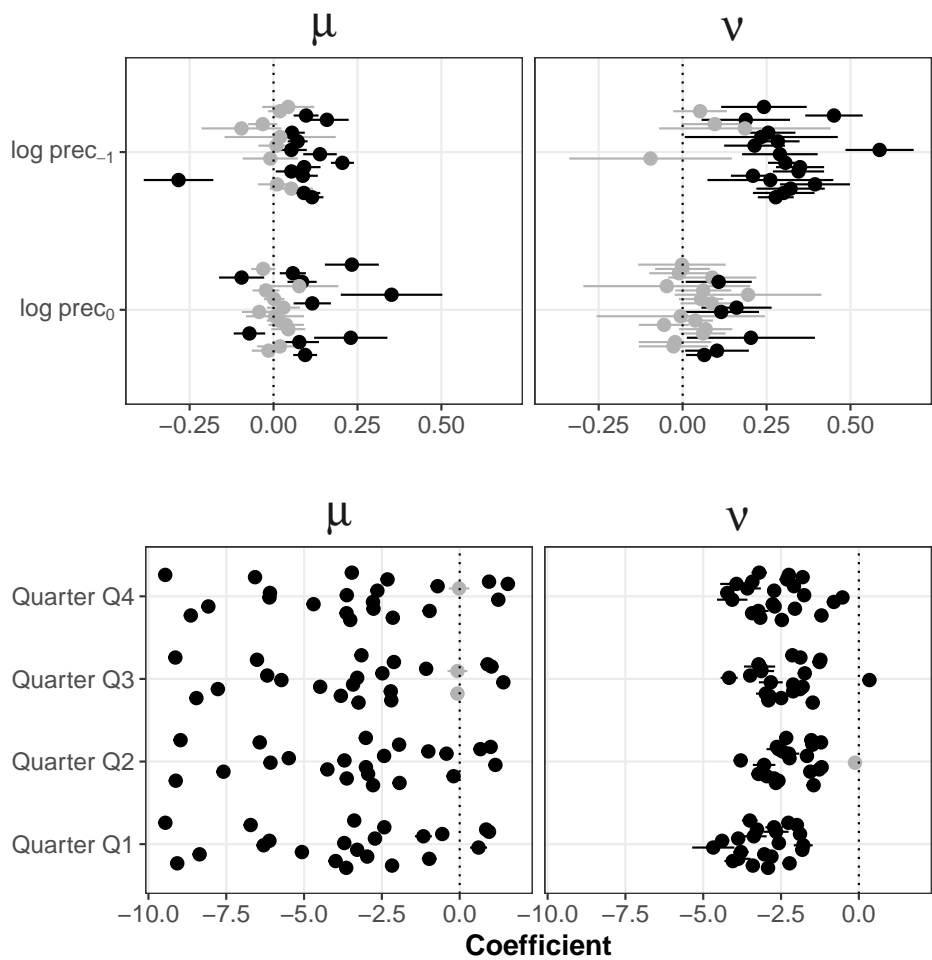 μ ν
log prec₋₁
log prec₀
−0.25 0.00 0.25 0.50 −0.25 0.00 0.25 0.50
μ ν
Quarter Q4
Quarter Q3
Quarter Q2
Quarter Q1
−10.0 −7.5 −5.0 −2.5 0.0 −10.0 −7.5 −5.0 −2.5 0.0
Coefficient